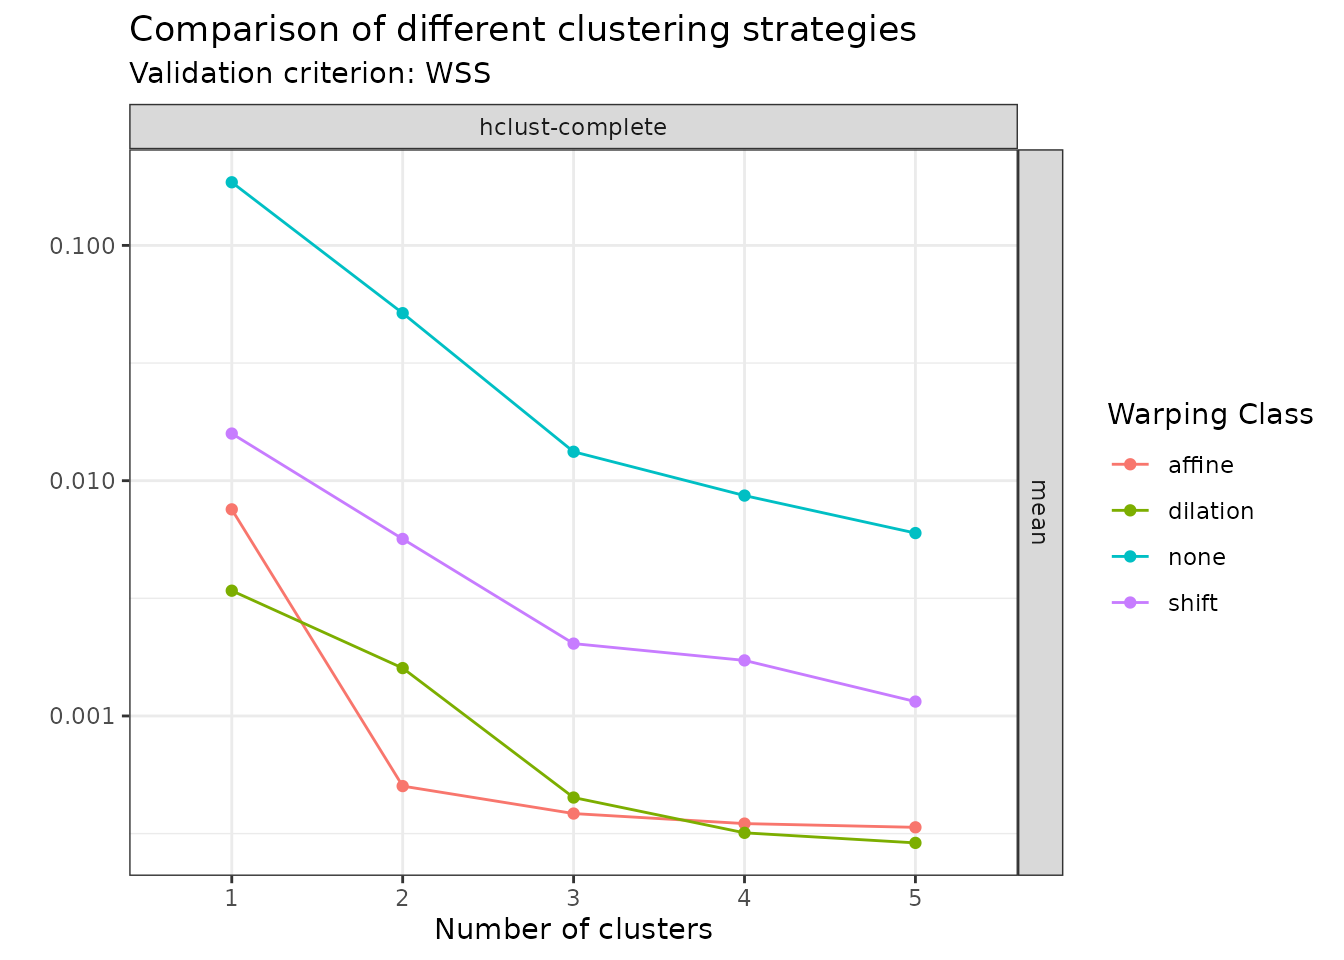 Comparison of different clustering strategies
Validation criterion: WSS
hclust-complete
mean
0.100
0.010
0.001
1 2 3 4 5
Number of clusters
Warping Class
affine
dilation
none
shift